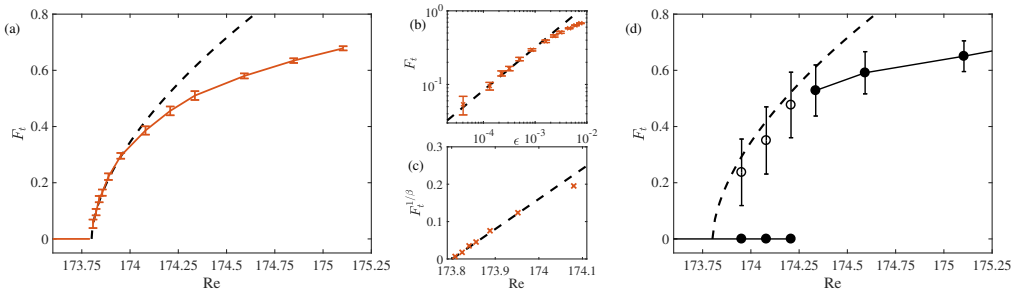 (a)
0.8
0.6
0.4
0.2
0
F_t
173.75 174 174.25 174.5 174.75 175 175.25
Re
(b)
10^0
10^{-1}
F_t
10^{-4} 10^{-3} 10^{-2}
ϵ
(c)
0.3
0.2
0.1
0
F_t^{1/β}
173.8 173.9 174 174.1
Re
(d)
0.8
0.6
0.4
0.2
0
F_t
173.75 174 174.25 174.5 174.75 175 175.25
Re